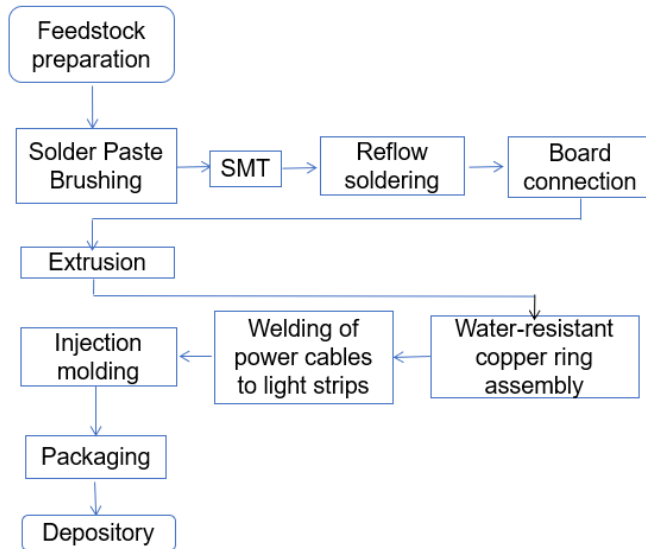 Feedstock
preparation
Solder Paste
Brushing
SMT
Reflow
soldering
Board
connection
Extrusion
Water-resistant
copper ring
assembly
Welding of
power cables
to light strips
Injection
molding
Packaging
Depository